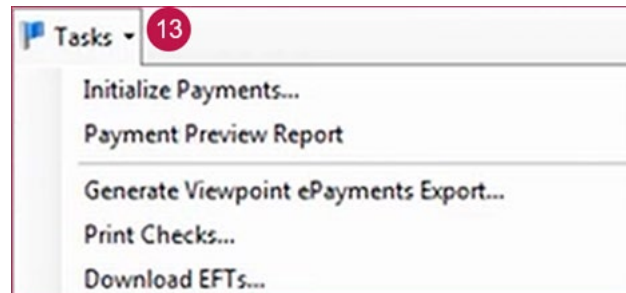 Tasks 13
Initialize Payments...
Payment Preview Report
Generate Viewpoint ePayments Export...
Print Checks...
Download EFTs...